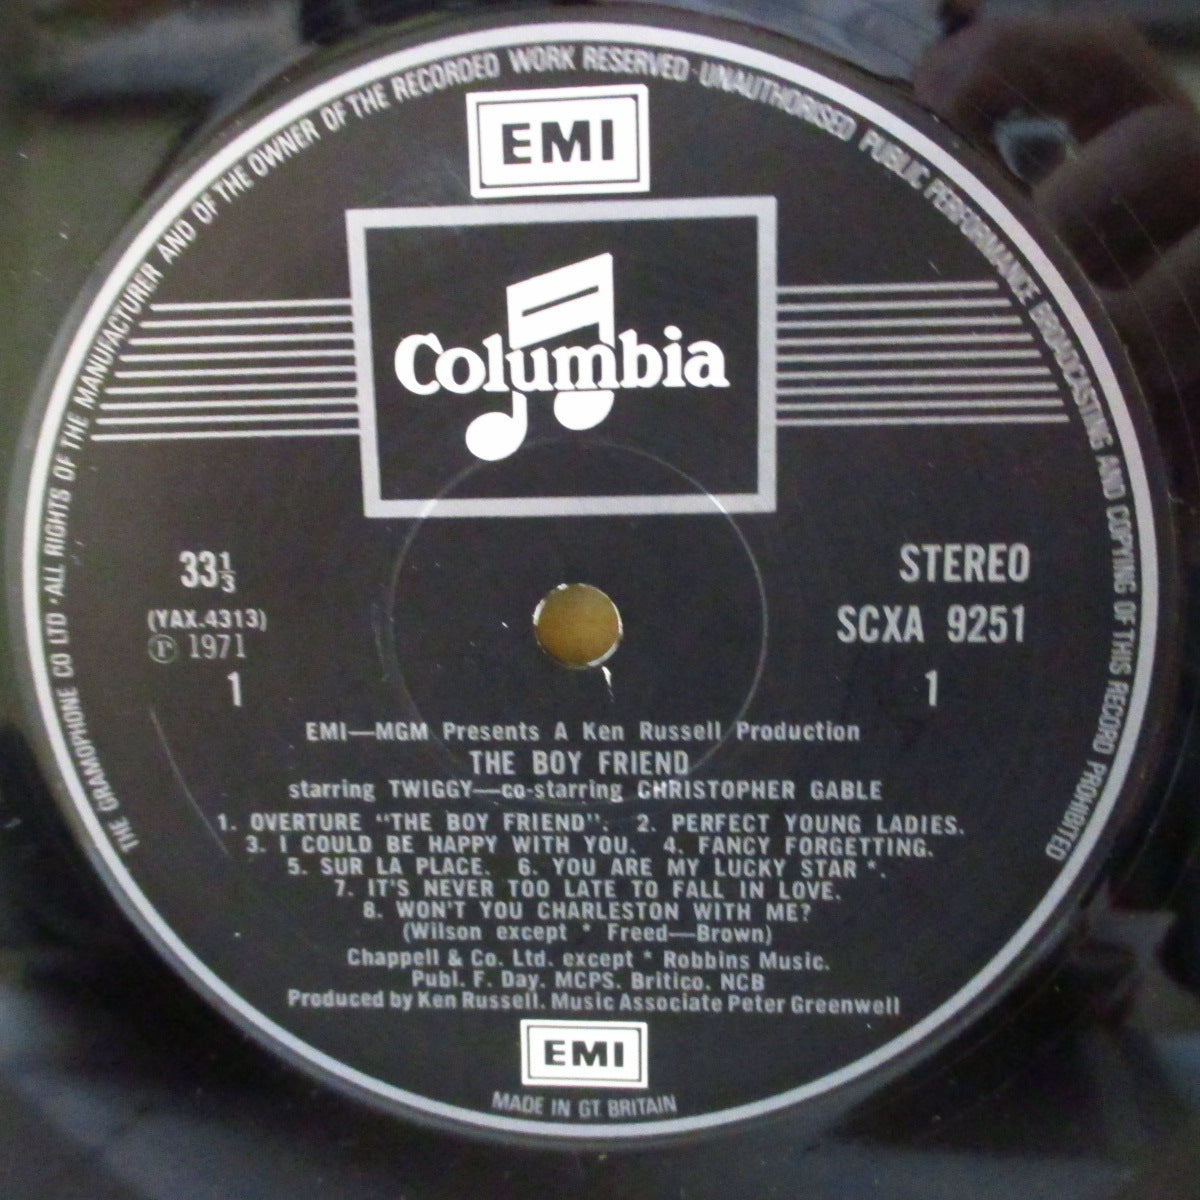 THE GRAMOPHONE CO LTD · ALL RIGHTS OF THE MANUFACTURER AND OF THE OWNER OF THE RECORDED WORK RESERVED · UNAUTHORISED PUBLIC PERFORMANCE BROADCASTING AND COPYING OF THIS RECORD PROHIBITED
EMI
Columbia
33⅓
(YAX.4313)
Ⓟ 1971
1
STEREO
SCXA 9251
1
EMI—MGM Presents A Ken Russell Production
THE BOY FRIEND
starring TWIGGY—co-starring CHRISTOPHER GABLE
1. OVERTURE "THE BOY FRIEND". 2. PERFECT YOUNG LADIES.
3. I COULD BE HAPPY WITH YOU. 4. FANCY FORGETTING.
5. SUR LA PLACE. 6. YOU ARE MY LUCKY STAR *.
7. IT'S NEVER TOO LATE TO FALL IN LOVE.
8. WON'T YOU CHARLESTON WITH ME?
(Wilson except * Freed—Brown)
Chappell & Co. Ltd. except * Robbins Music.
Publ. F. Day. MCPS. Britico. NCB
Produced by Ken Russell. Music Associate Peter Greenwell
EMI
MADE IN GT BRITAIN